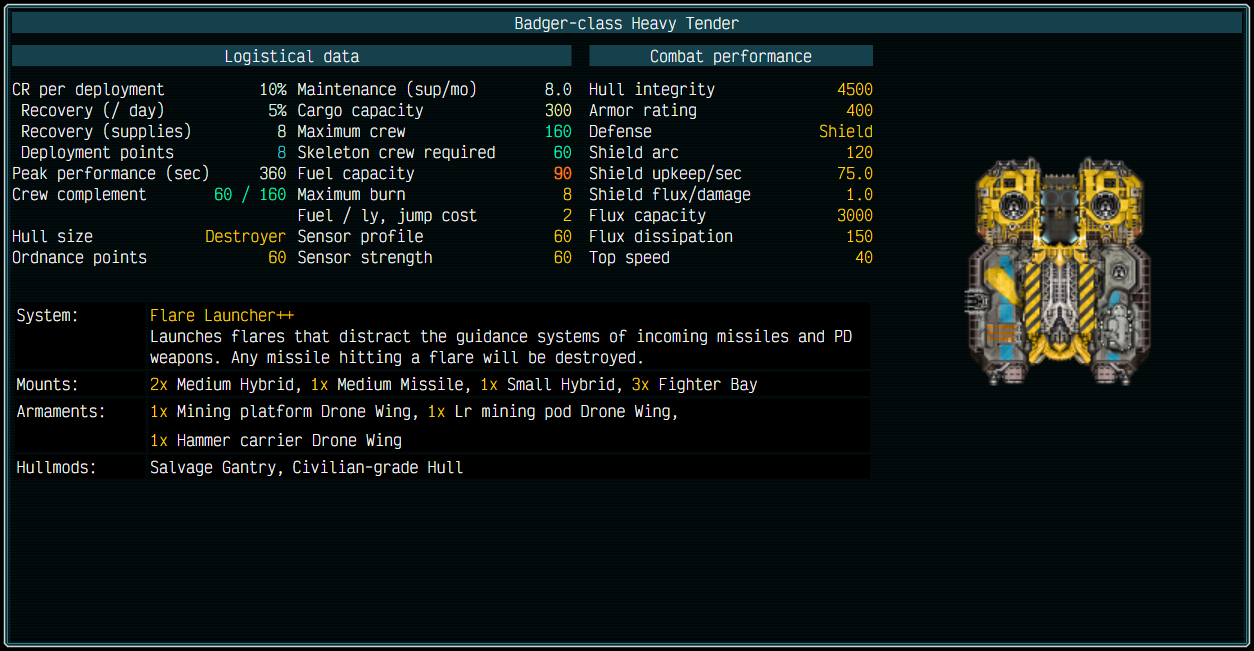 Badger-class Heavy Tender
Logistical data
CR per deployment 10% Maintenance (sup/mo) 8.0
Recovery (/ day) 5% Cargo capacity 300
Recovery (supplies) 8 Maximum crew 160
Deployment points 8 Skeleton crew required 60
Peak performance (sec) 360 Fuel capacity 90
Crew complement 60 / 160 Maximum burn 8
Fuel / ly, jump cost 2
Hull size Destroyer Sensor profile 60
Ordnance points 60 Sensor strength 60
Combat performance
Hull integrity 4500
Armor rating 400
Defense Shield
Shield arc 120
Shield upkeep/sec 75.0
Shield flux/damage 1.0
Flux capacity 3000
Flux dissipation 150
Top speed 40
System: Flare Launcher++
Launches flares that distract the guidance systems of incoming missiles and PD
weapons. Any missile hitting a flare will be destroyed.
Mounts: 2x Medium Hybrid, 1x Medium Missile, 1x Small Hybrid, 3x Fighter Bay
Armaments: 1x Mining platform Drone Wing, 1x Lr mining pod Drone Wing,
1x Hammer carrier Drone Wing
Hullmods: Salvage Gantry, Civilian-grade Hull